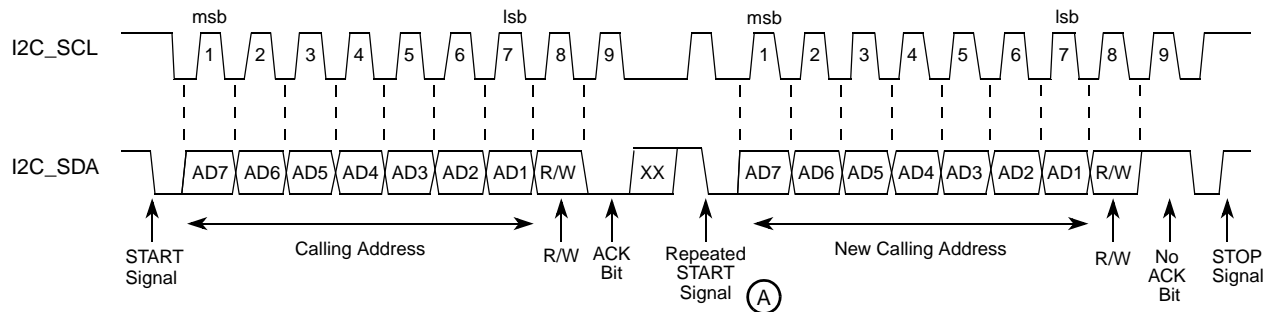 msb lsb msb lsb
I2C_SCL 1 2 3 4 5 6 7 8 9 1 2 3 4 5 6 7 8 9
I2C_SDA AD7 AD6 AD5 AD4 AD3 AD2 AD1 R/W XX AD7 AD6 AD5 AD4 AD3 AD2 AD1 R/W
START
Signal
Calling Address
R/W
ACK
Bit
Repeated
START
Signal
A
New Calling Address
R/W
No
ACK
Bit
STOP
Signal